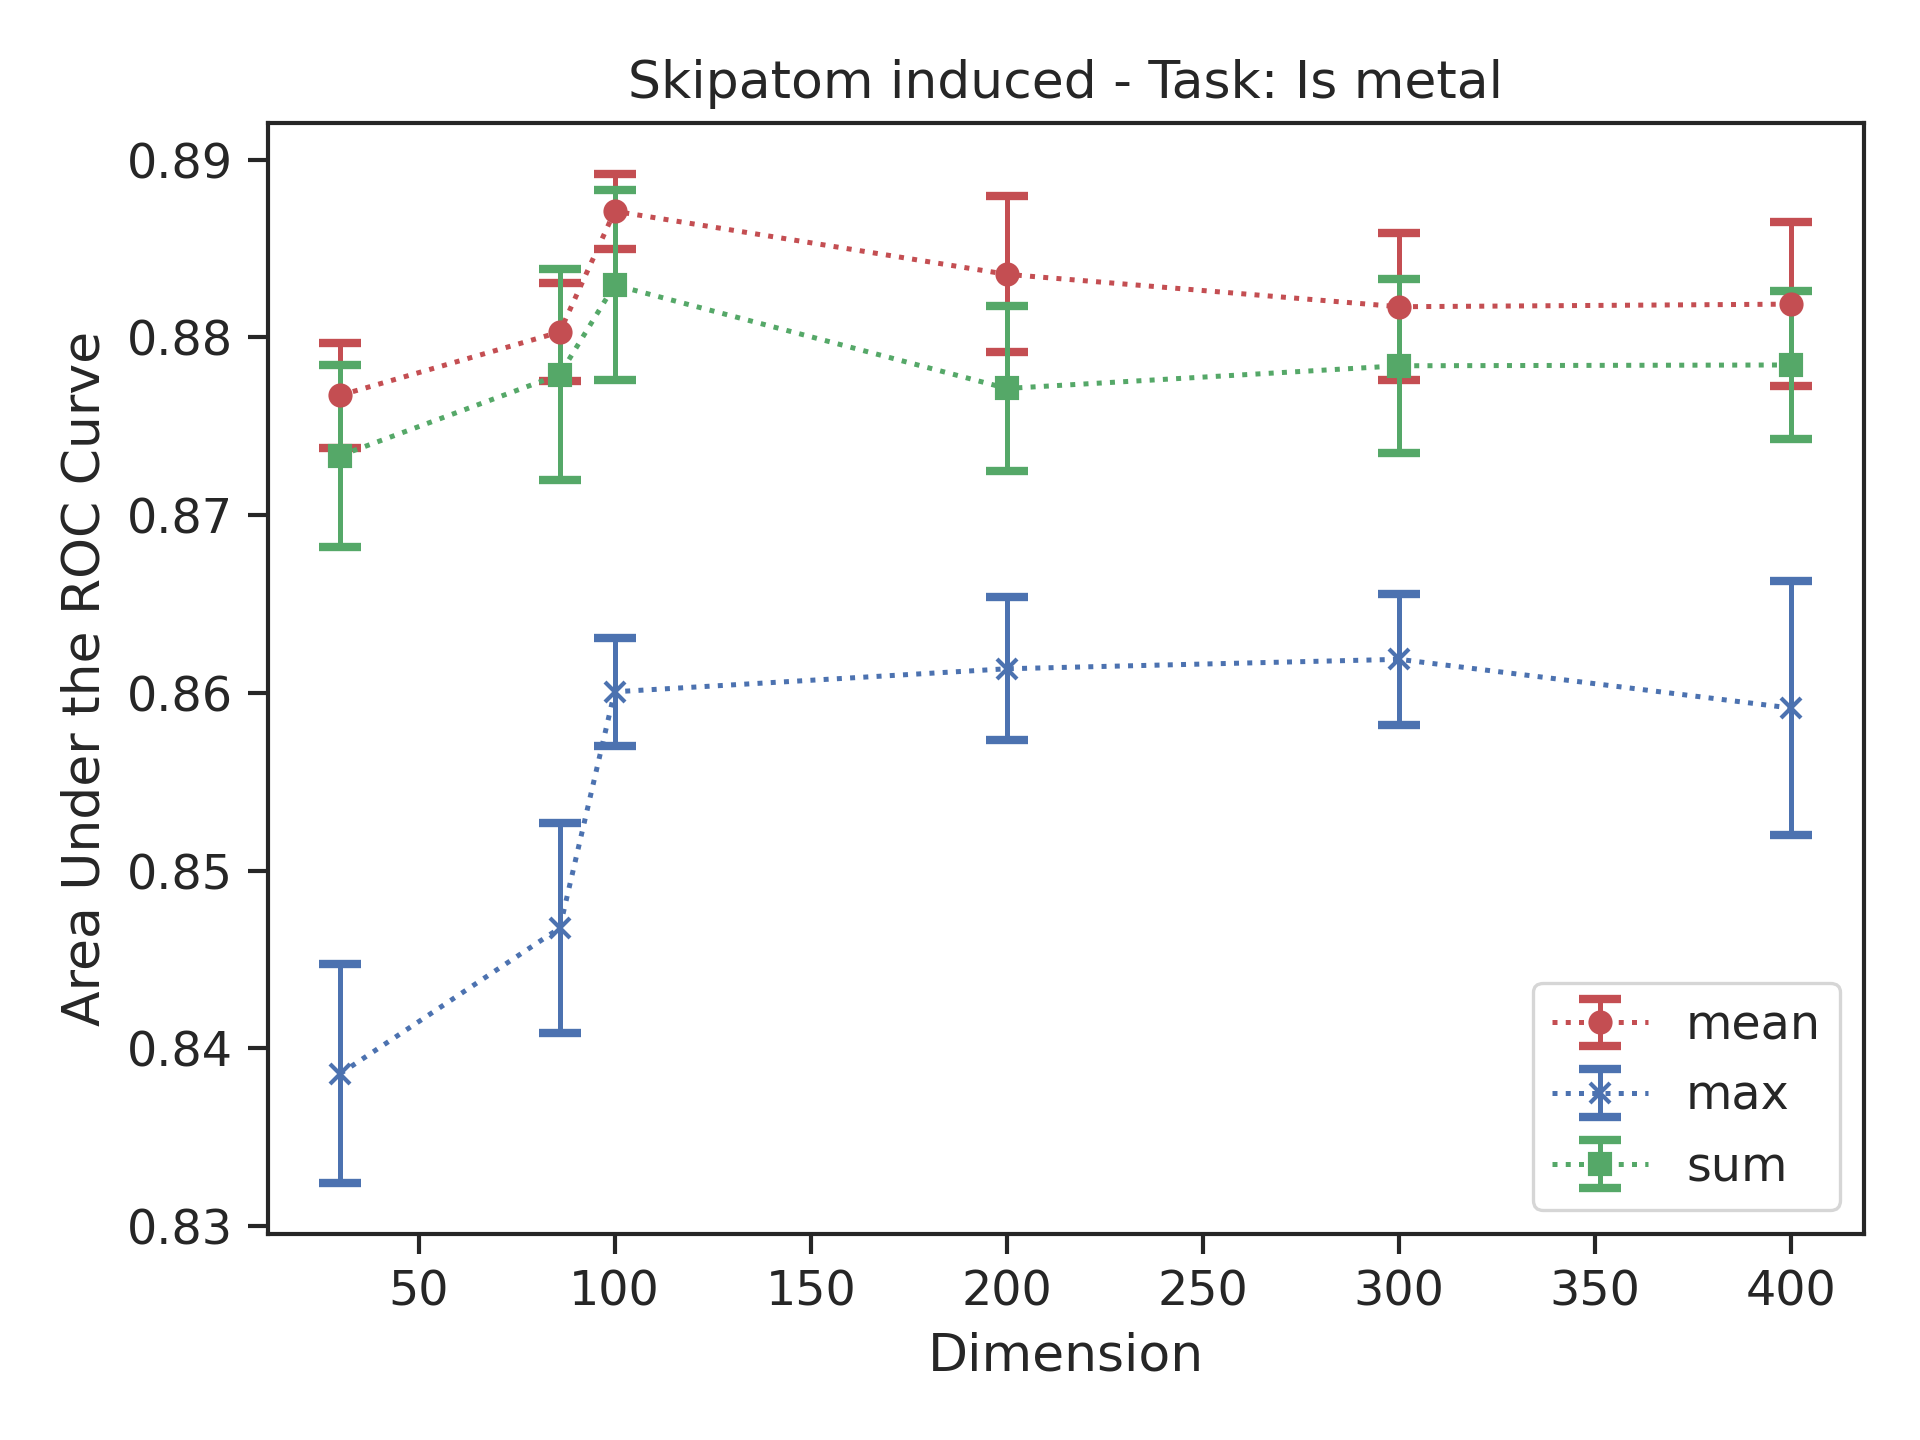 Skipatom induced - Task: Is metal
Area Under the ROC Curve
0.89
0.88
0.87
0.86
0.85
0.84
0.83
mean
max
sum
50 100 150 200 250 300 350 400
Dimension